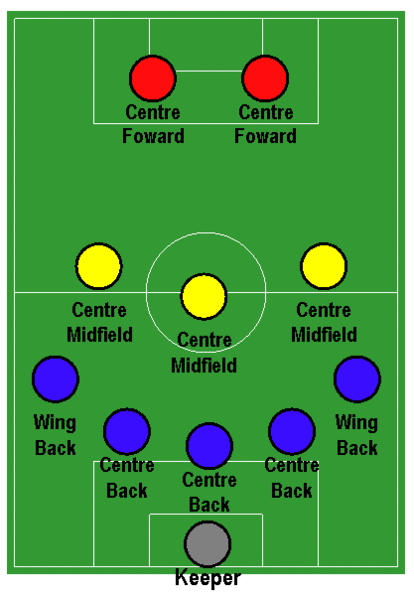 Centre
Foward
Centre
Foward
Centre
Midfield
Centre
Midfield
Centre
Midfield
Wing
Back
Wing
Back
Centre
Back
Centre
Back
Centre
Back
Keeper